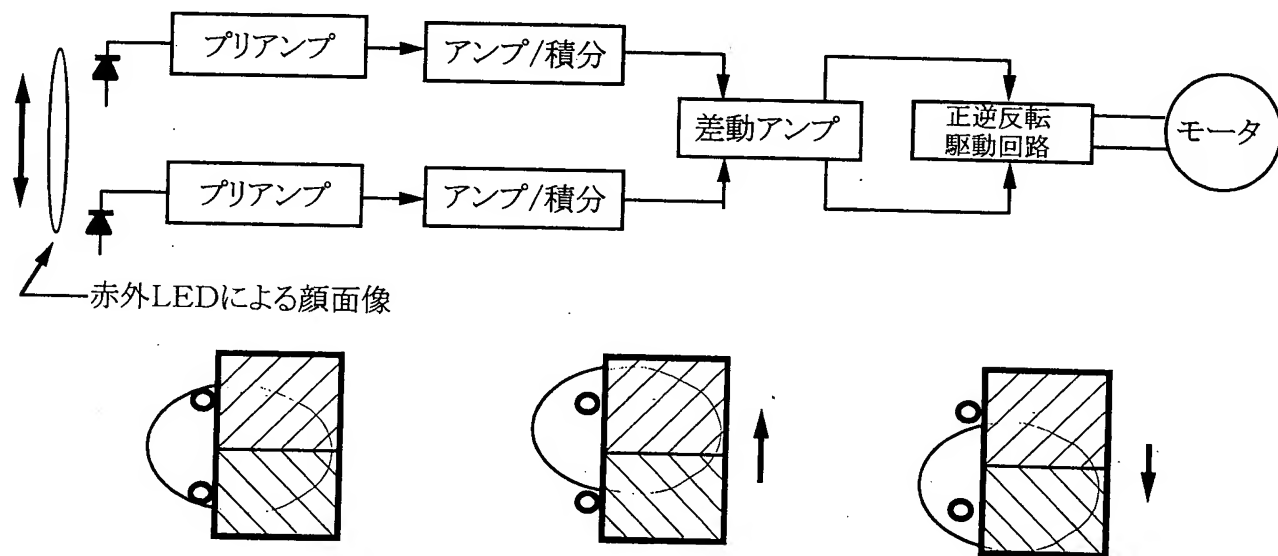 プリアンプ
アンプ/積分
差動アンプ
正逆反転
駆動回路
モータ
プリアンプ
アンプ/積分
赤外LEDによる顔面像